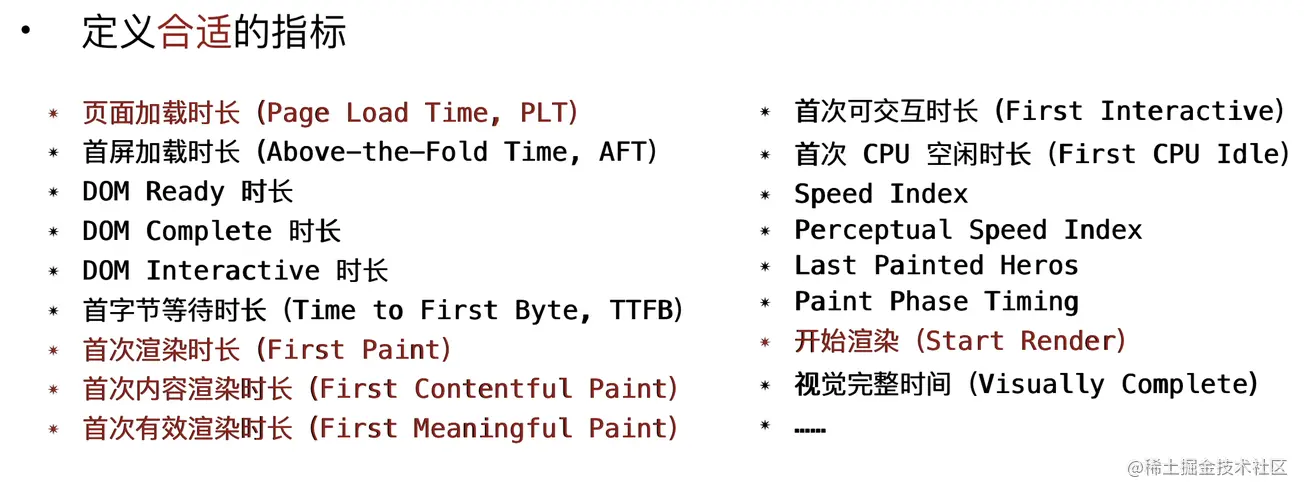 • 定义合适的指标
* 页面加载时长 (Page Load Time, PLT)
* 首屏加载时长 (Above-the-Fold Time, AFT)
* DOM Ready 时长
* DOM Complete 时长
* DOM Interactive 时长
* 首字节等待时长 (Time to First Byte, TTFB)
* 首次渲染时长 (First Paint)
* 首次内容渲染时长 (First Contentful Paint)
* 首次有效渲染时长 (First Meaningful Paint)
* 首次可交互时长 (First Interactive)
* 首次 CPU 空闲时长 (First CPU Idle)
* Speed Index
* Perceptual Speed Index
* Last Painted Heros
* Paint Phase Timing
* 开始渲染 (Start Render)
* 视觉完整时间 (Visually Complete)
* ……
@稀土掘金技术社区